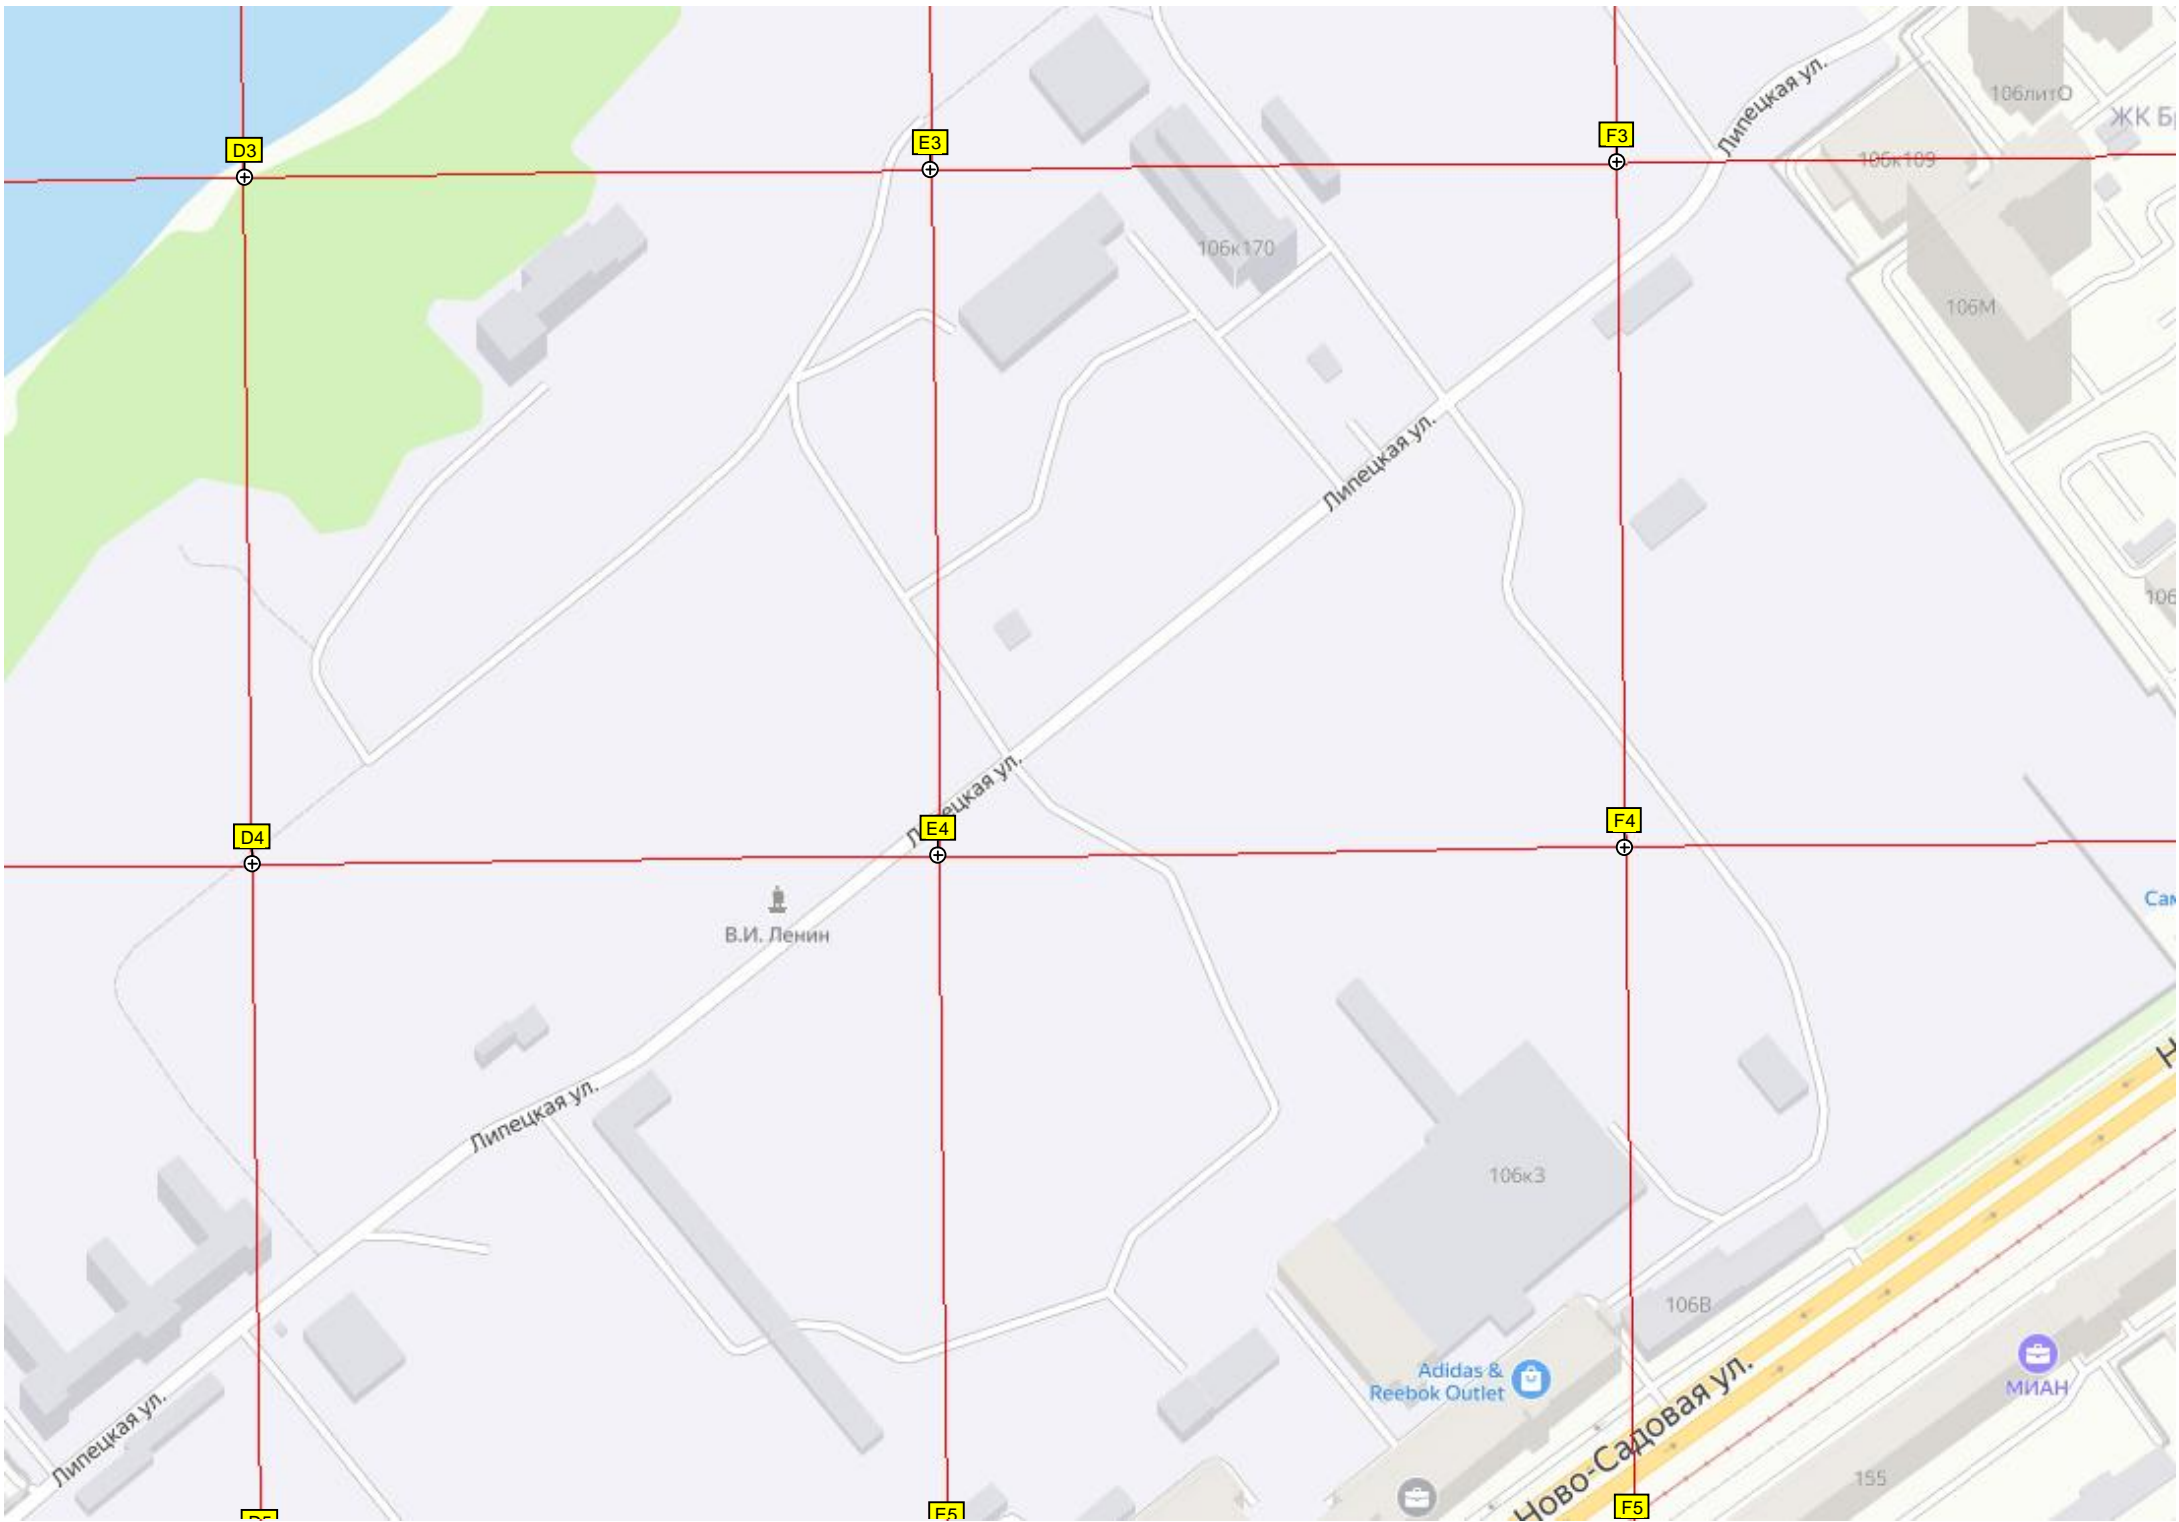 Липецкая ул.
106литО
ЖК Б
D3
E3
F3
106к109
106к170
106М
Липецкая ул.
106
Липецкая ул.
D4
E4
F4
В.И. Ленин
Сам
Н
Липецкая ул.
106к3
106В
Adidas &
Reebok Outlet
МИАН
Липецкая ул.
Ново-Садовая ул.
155
D5
E5
F5